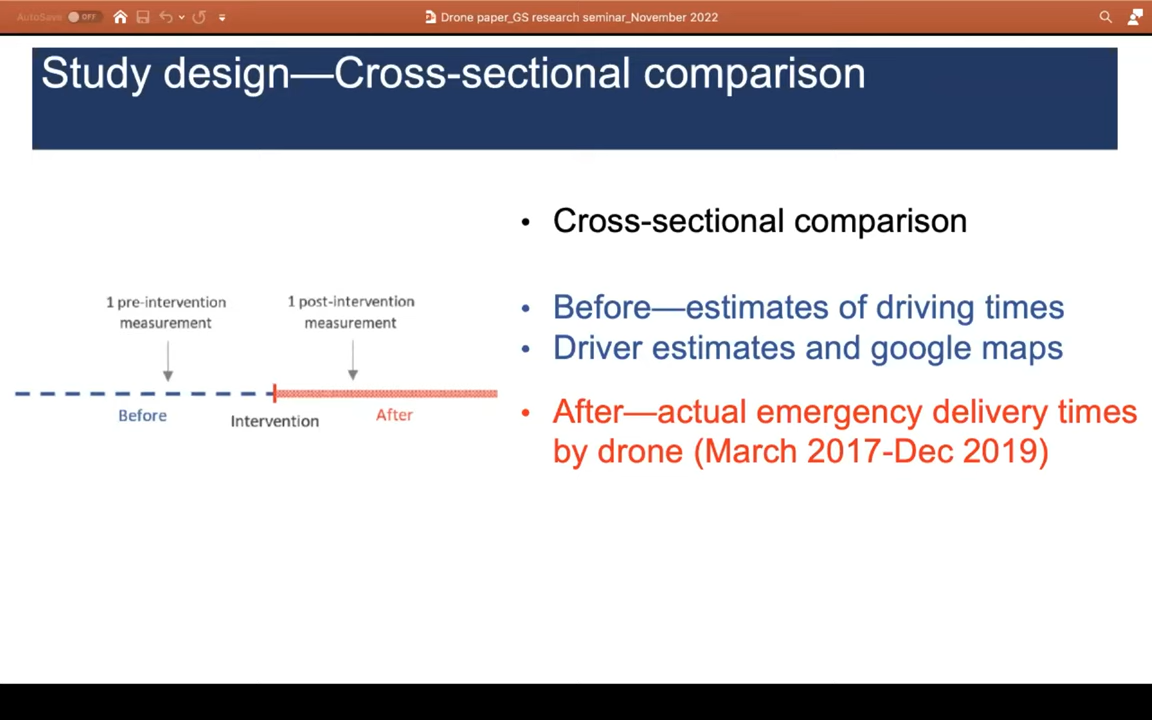 AutoSave OFF
Drone paper_GS research seminar_November 2022
Study design—Cross-sectional comparison
• Cross-sectional comparison
1 pre-intervention
measurement
1 post-intervention
measurement
Before
Intervention
After
• Before—estimates of driving times
• Driver estimates and google maps
• After—actual emergency delivery times
by drone (March 2017-Dec 2019)